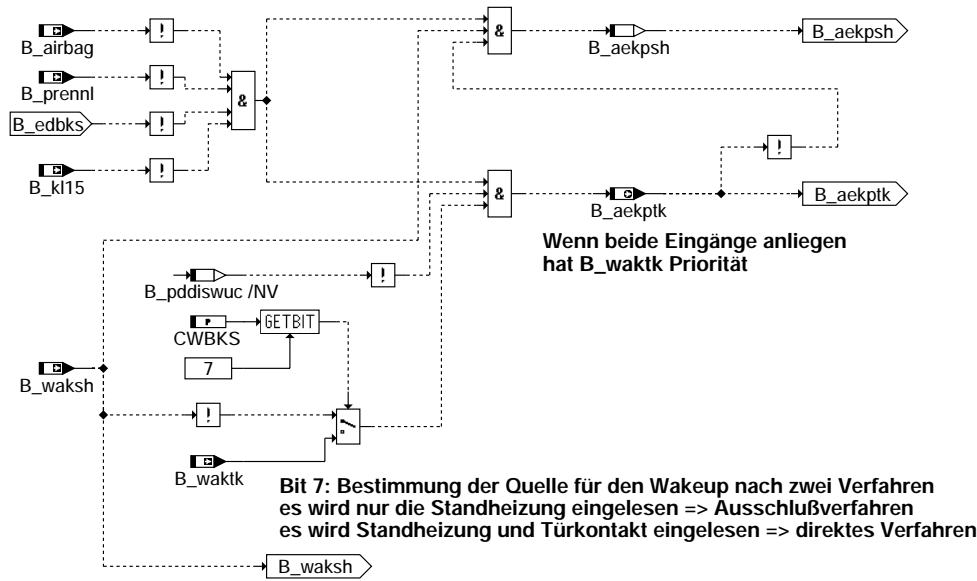 B_airbag
!
&
B_aekpsh
B_aekpsh
B_prennl
!
&
B_edbks
!
!
B_kl15
!
&
B_aekptk
B_aekptk
Wenn beide Eingänge anliegen
hat B_waktk Priorität
B_pddiswuc /NV
!
P
GETBIT
CWBKS
7
B_waksh
!
B_waktk
Bit 7: Bestimmung der Quelle für den Wakeup nach zwei Verfahren
es wird nur die Standheizung eingelesen => Ausschlußverfahren
es wird Standheizung und Türkontakt eingelesen => direktes Verfahren
B_waksh